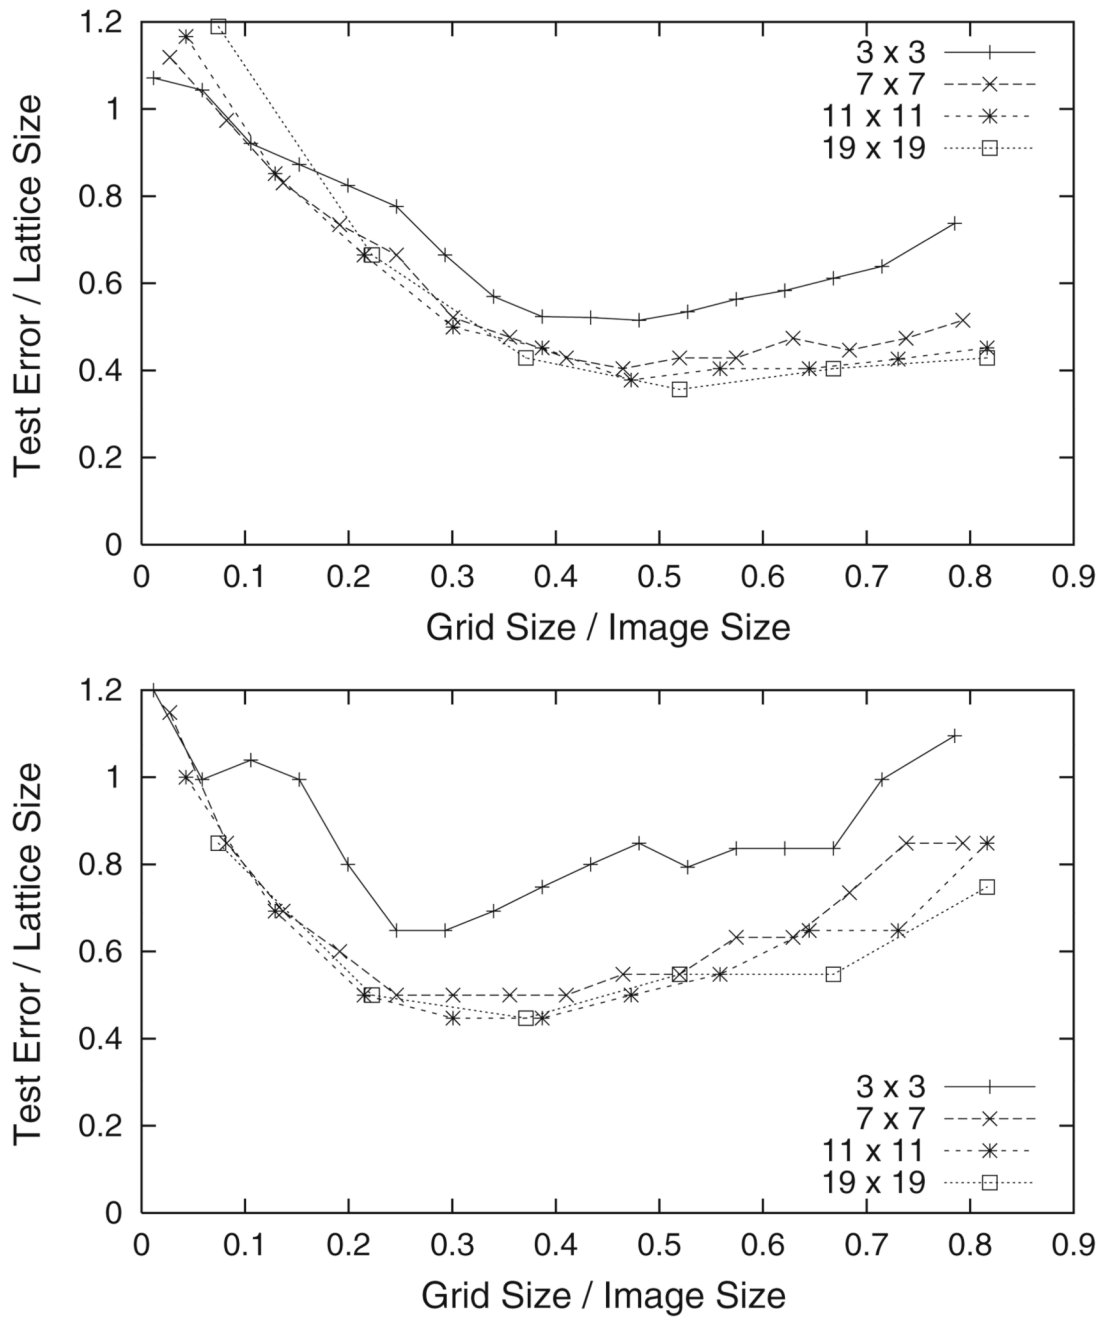 1.2
1
0.8
0.6
0.4
0.2
0
Test Error / Lattice Size
3 x 3
7 x 7
11 x 11
19 x 19
0 0.1 0.2 0.3 0.4 0.5 0.6 0.7 0.8 0.9
Grid Size / Image Size
1.2
1
0.8
0.6
0.4
0.2
0
Test Error / Lattice Size
3 x 3
7 x 7
11 x 11
19 x 19
0 0.1 0.2 0.3 0.4 0.5 0.6 0.7 0.8 0.9
Grid Size / Image Size